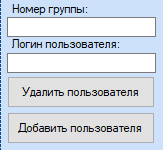 Номер группы:
Логин пользователя:
Удалить пользователя
Добавить пользователя